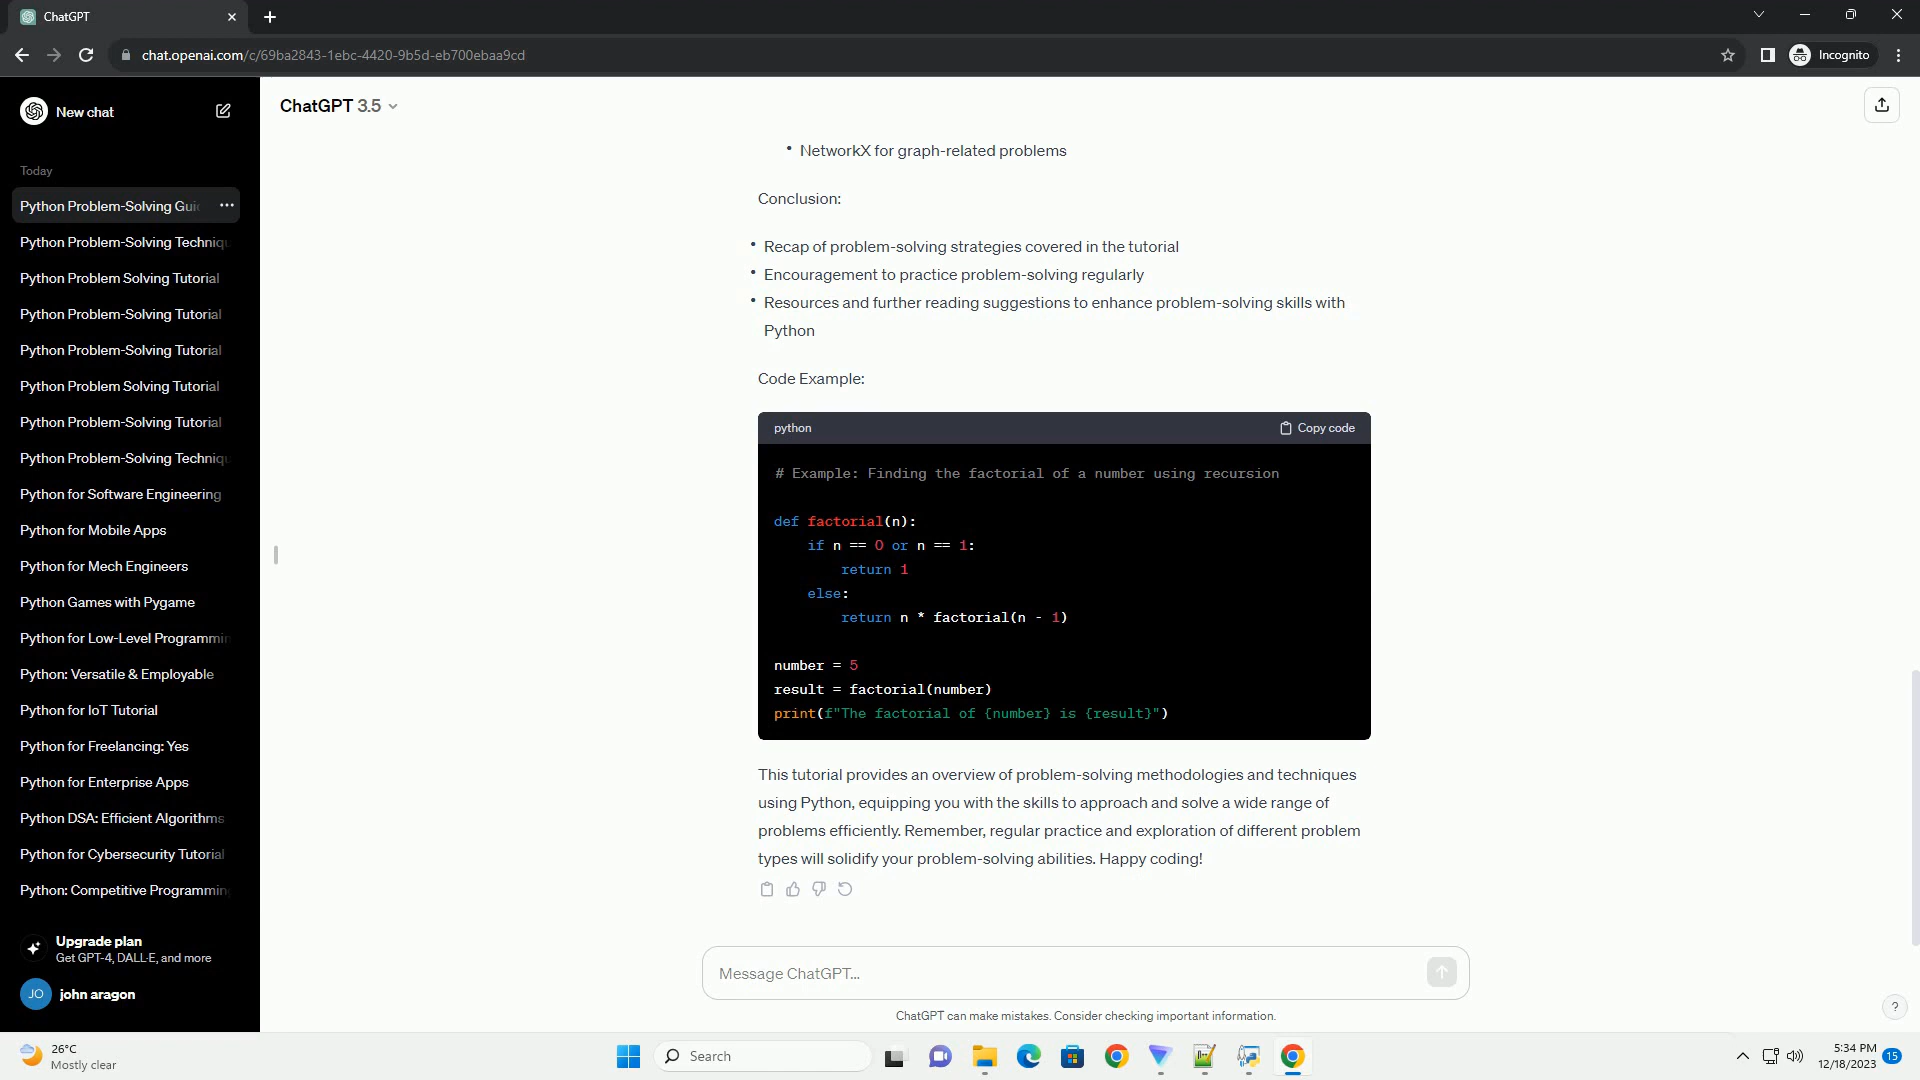 ChatGPT
chat.openai.com/c/69ba2843-1ebc-4420-9b5d-eb700ebaa9cd
Incognito
New chat
Today
Python Problem-Solving Gui
Python Problem-Solving Techniqu
Python Problem Solving Tutorial
Python Problem-Solving Tutorial
Python Problem-Solving Tutorial
Python Problem Solving Tutorial
Python Problem-Solving Tutorial
Python Problem-Solving Techniqu
Python for Software Engineering
Python for Mobile Apps
Python for Mech Engineers
Python Games with Pygame
Python for Low-Level Programmin
Python: Versatile & Employable
Python for IoT Tutorial
Python for Freelancing: Yes
Python for Enterprise Apps
Python DSA: Efficient Algorithms
Python for Cybersecurity Tutorial
Python: Competitive Programming
Upgrade plan
Get GPT-4, DALL·E, and more
JO john aragon
ChatGPT 3.5
• NetworkX for graph-related problems
Conclusion:
• Recap of problem-solving strategies covered in the tutorial
• Encouragement to practice problem-solving regularly
• Resources and further reading suggestions to enhance problem-solving skills with
Python
Code Example:
python Copy code
# Example: Finding the factorial of a number using recursion
def factorial(n):
if n == 0 or n == 1:
return 1
else:
return n * factorial(n - 1)
number = 5
result = factorial(number)
print(f"The factorial of {number} is {result}")
This tutorial provides an overview of problem-solving methodologies and techniques
using Python, equipping you with the skills to approach and solve a wide range of
problems efficiently. Remember, regular practice and exploration of different problem
types will solidify your problem-solving abilities. Happy coding!
Message ChatGPT...
ChatGPT can make mistakes. Consider checking important information.
?
26°C
Mostly clear
Search
5:34 PM
12/18/2023
15